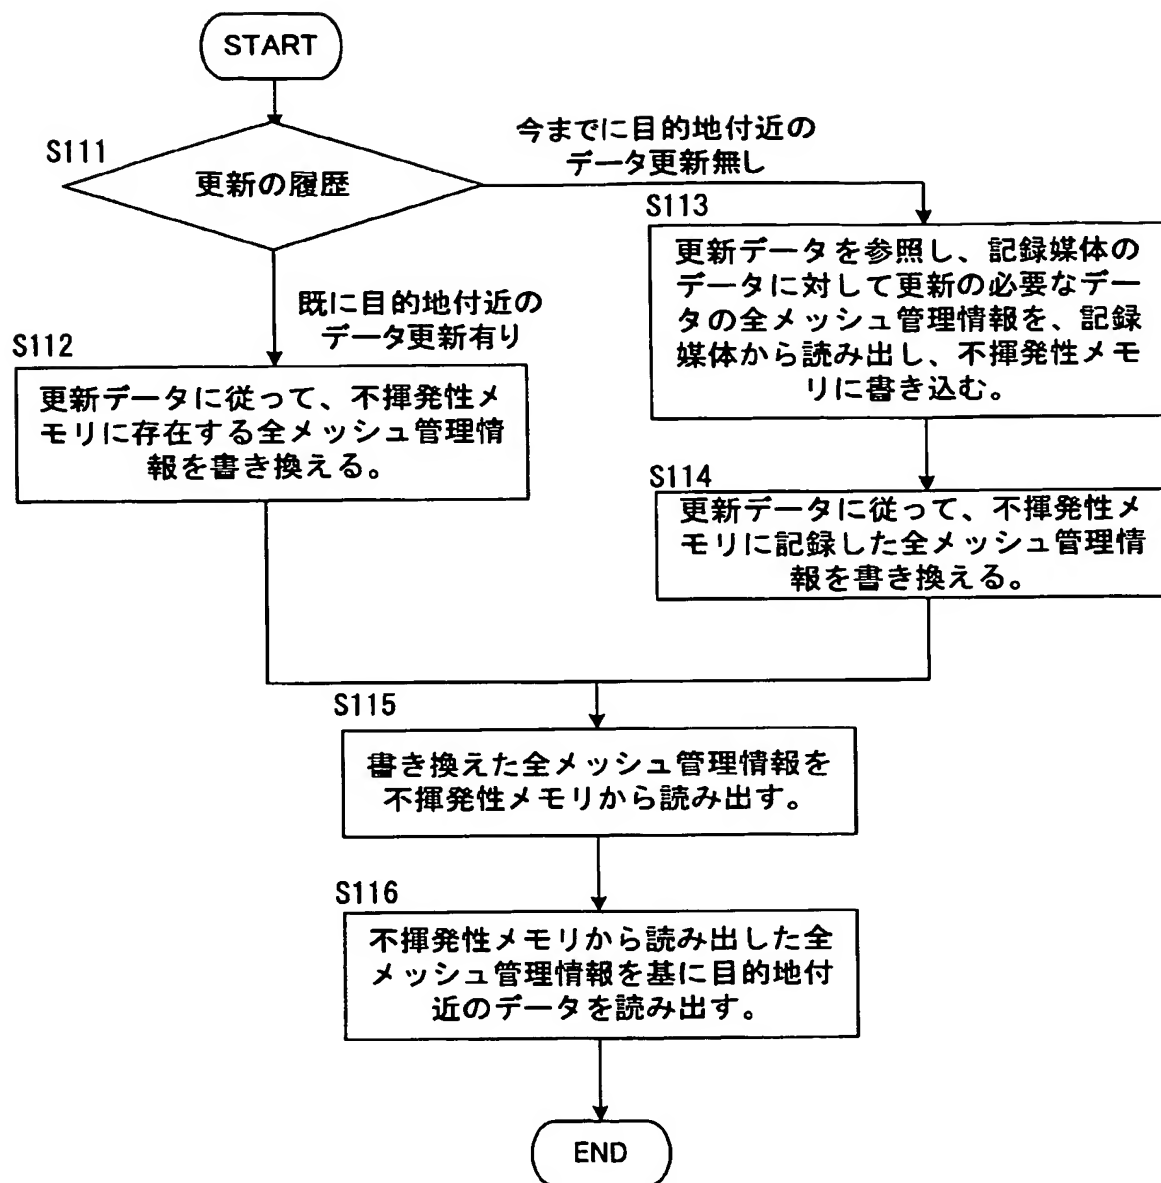 START
S111
更新の履歴
今までに目的地付近の
データ更新無し
既に目的地付近の
データ更新有り
S112
更新データに従って、不揮発性メ
モリに存在する全メッシュ管理情
報を書き換える。
S113
更新データを参照し、記録媒体の
データに対して更新の必要なデー
タの全メッシュ管理情報を、記録
媒体から読み出し、不揮発性メモ
リに書き込む。
S114
更新データに従って、不揮発性メ
モリに記録した全メッシュ管理情
報を書き換える。
S115
書き換えた全メッシュ管理情報を
不揮発性メモリから読み出す。
S116
不揮発性メモリから読み出した全
メッシュ管理情報を基に目的地付
近のデータを読み出す。
END